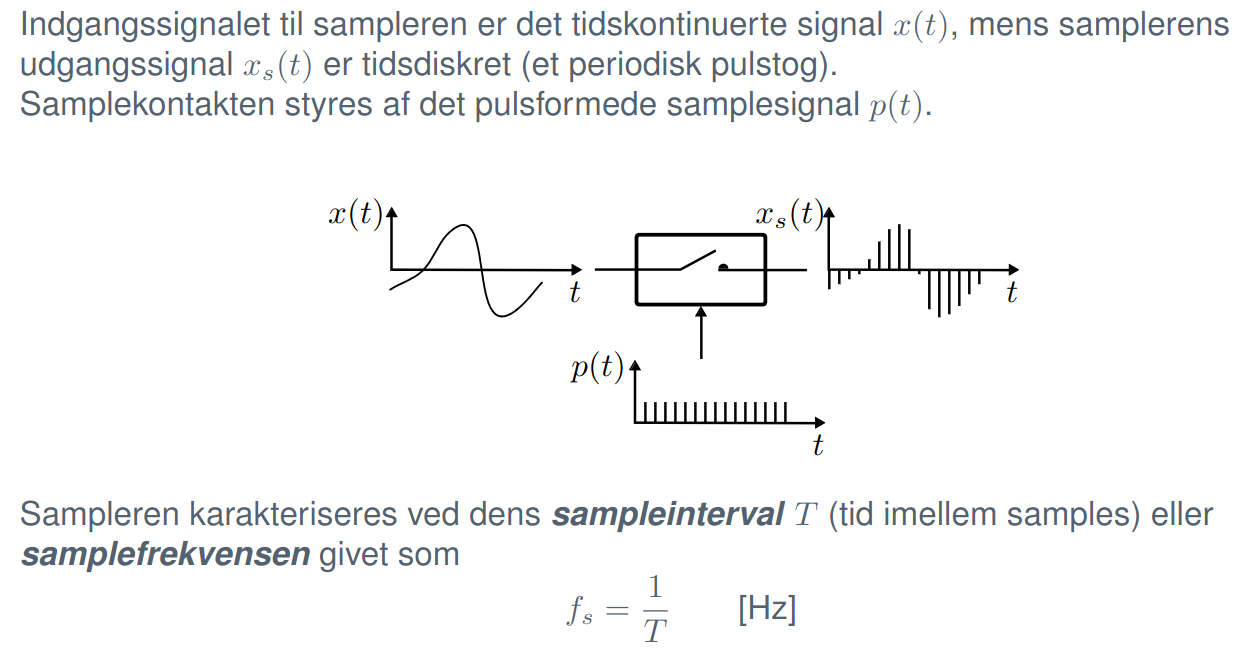 Indgangssignalet til sampleren er det tidskontinuerte signal x(t), mens samplerens
udgangssignal x_s(t) er tidsdiskret (et periodisk pulstog).
Samplekontakten styres af det pulsformede samplesignal p(t).
x(t)
t
x_s(t)
t
p(t)
t
Sampleren karakteriseres ved dens sampleinterval T (tid imellem samples) eller
samplefrekvensen givet som
f_s = 1/T [Hz]